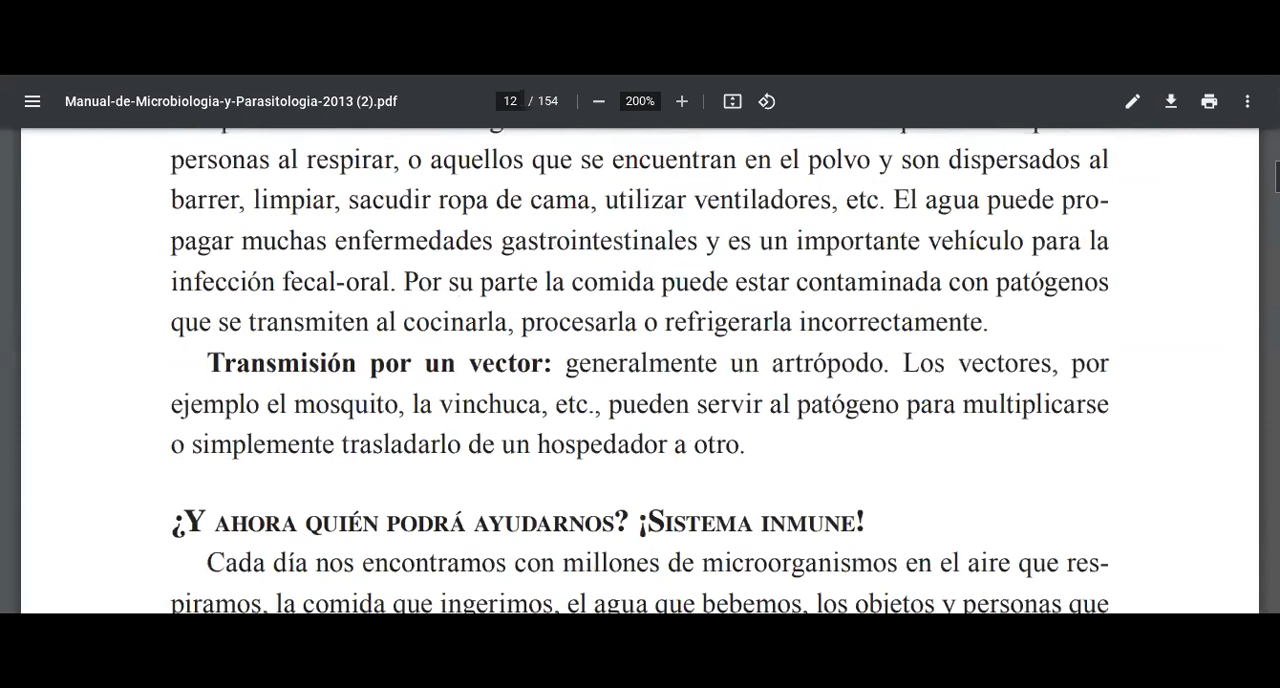 Manual-de-Microbiologia-y-Parasitologia-2013 (2).pdf
12 / 154
200%
personas al respirar, o aquellos que se encuentran en el polvo y son dispersados al
barrer, limpiar, sacudir ropa de cama, utilizar ventiladores, etc. El agua puede pro-
pagar muchas enfermedades gastrointestinales y es un importante vehículo para la
infección fecal-oral. Por su parte la comida puede estar contaminada con patógenos
que se transmiten al cocinarla, procesarla o refrigerarla incorrectamente.
Transmisión por un vector: generalmente un artrópodo. Los vectores, por
ejemplo el mosquito, la vinchuca, etc., pueden servir al patógeno para multiplicarse
o simplemente trasladarlo de un hospedador a otro.
¿Y AHORA QUIÉN PODRÁ AYUDARNOS? ¡SISTEMA INMUNE!
Cada día nos encontramos con millones de microorganismos en el aire que res-
piramos, la comida que ingerimos, el agua que bebemos, los objetos y personas que